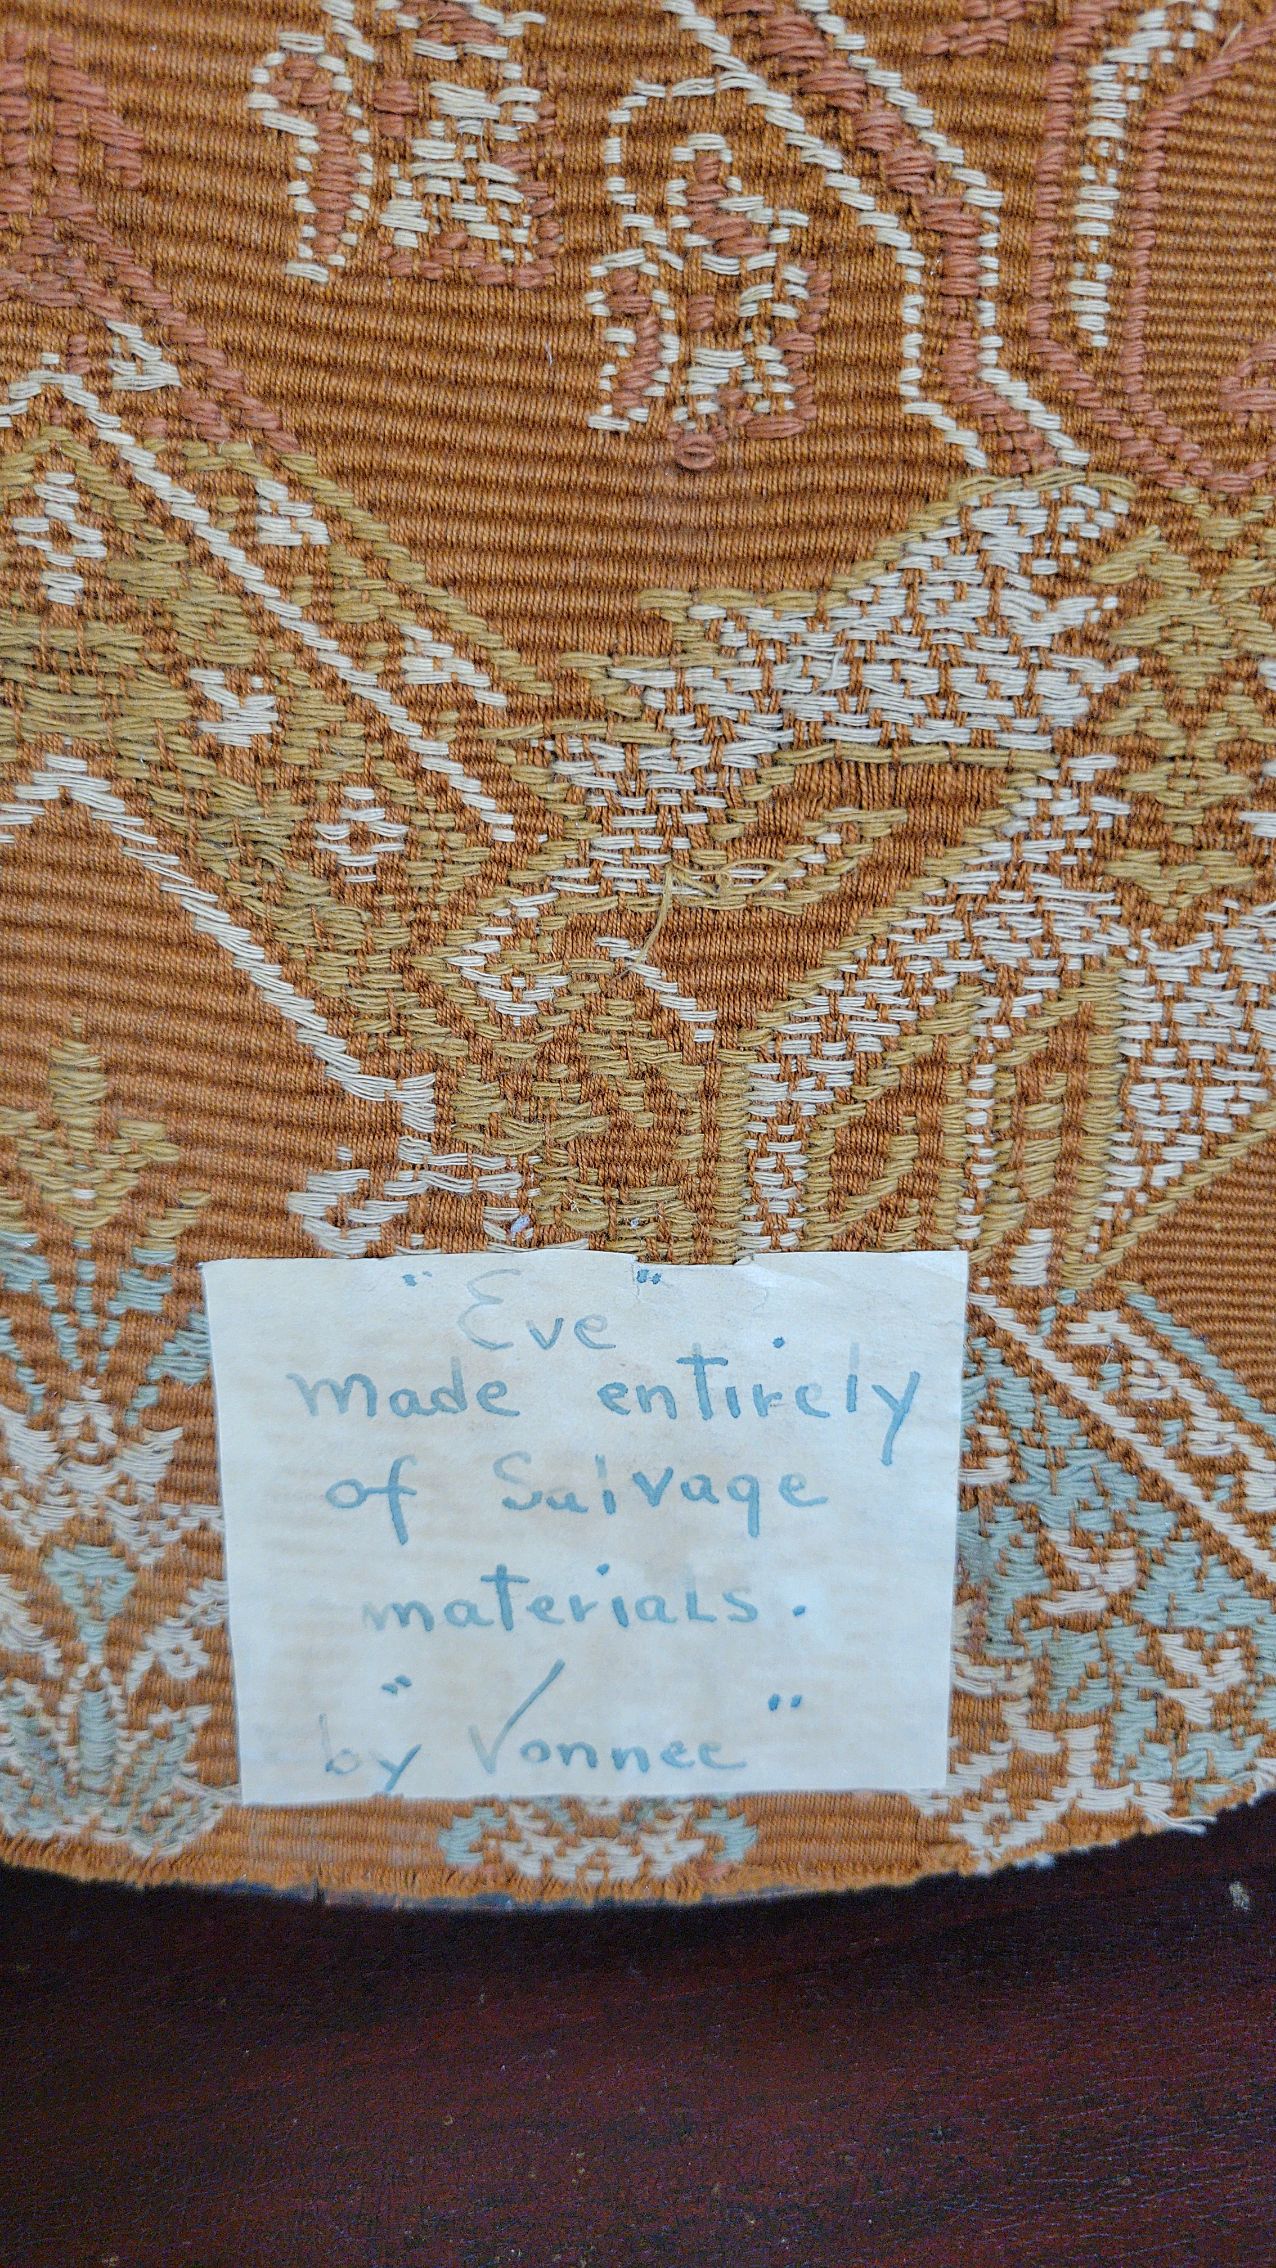 "Eve"
made entirely
of Salvage
materials.
by "Vonnee"